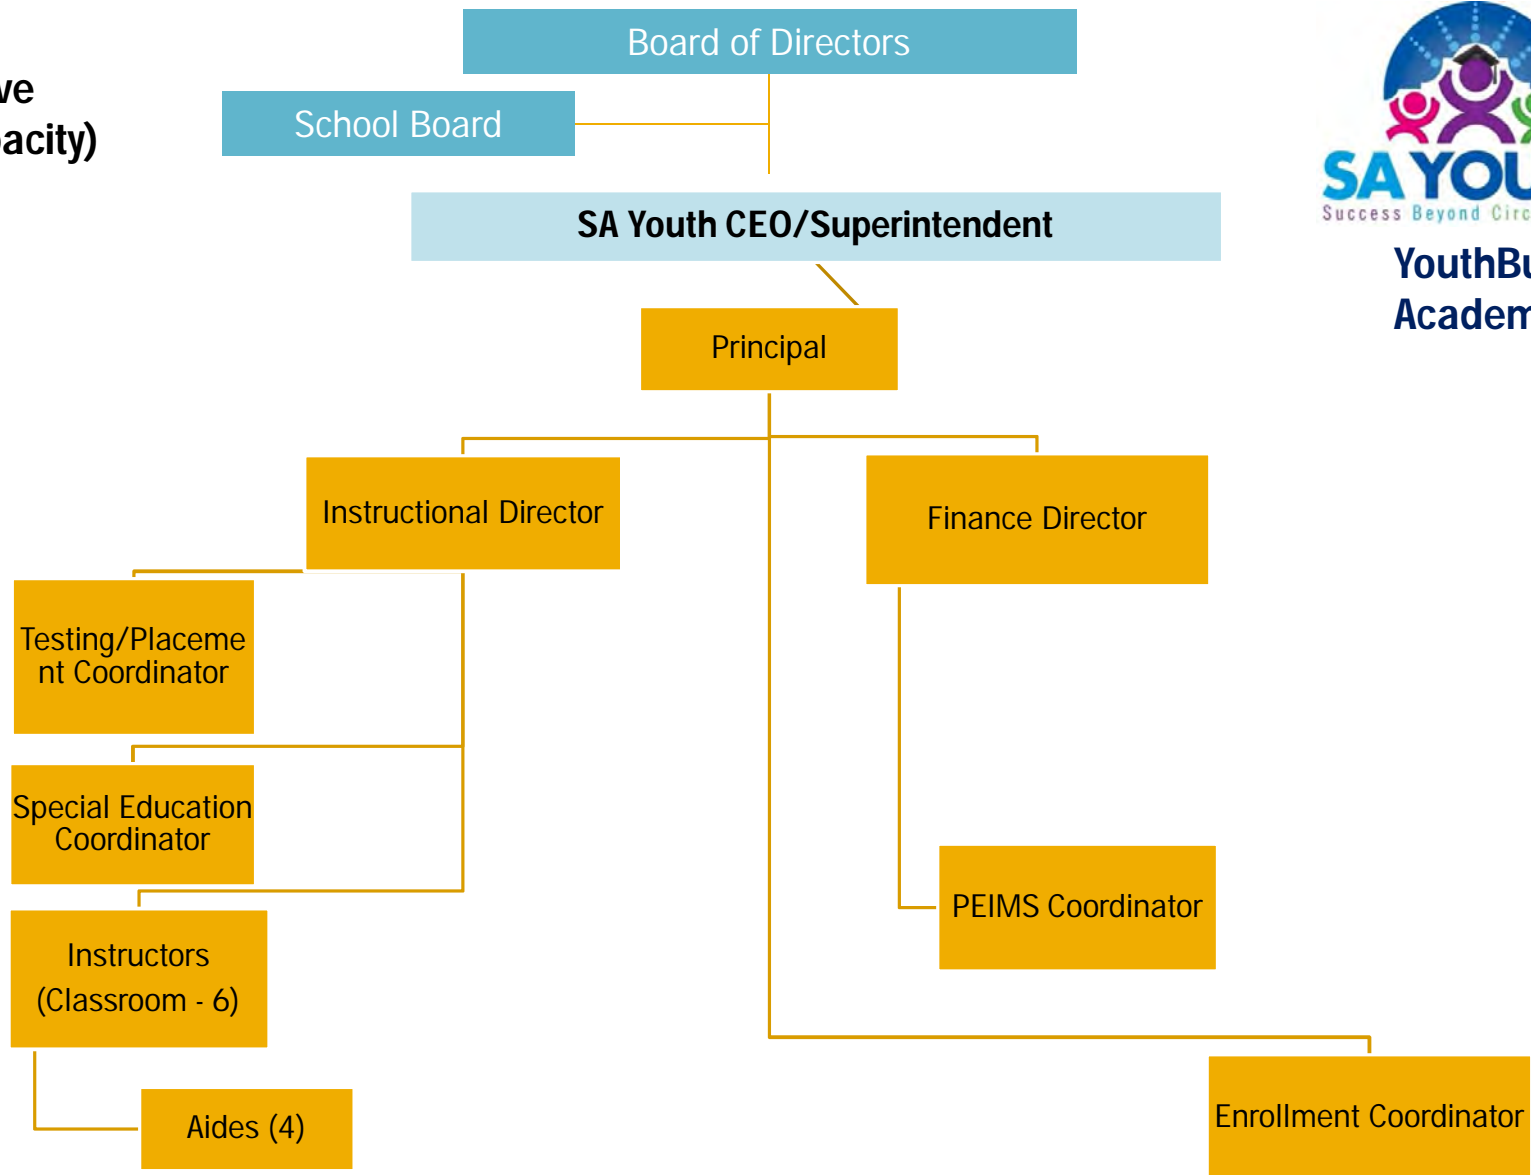 Board of Directors
ve
pacity)
School Board
SA Youth CEO/Superintendent
SA YOU
Success Beyond Circ
YouthBu
Academ
Principal
Instructional Director
Finance Director
Testing/Placeme
nt Coordinator
Special Education
Coordinator
PEIMS Coordinator
Instructors
(Classroom - 6)
Aides (4)
Enrollment Coordinator